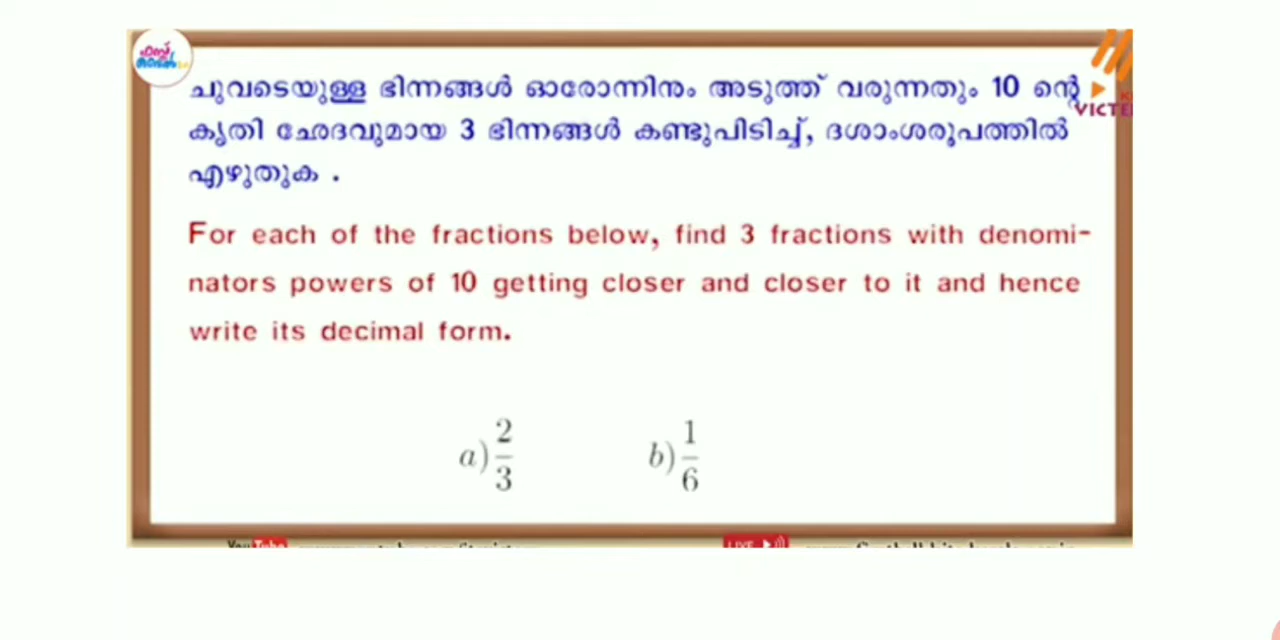 ചുവടെയുള്ള ഭിന്നങ്ങൾ ഓരോന്നിനും അടുത്ത് വരുന്നതും 10 ന്റെ
കൃതി ഛേദവുമായ 3 ഭിന്നങ്ങൾ കണ്ടുപിടിച്ച്, ദശാംശരൂപത്തിൽ
എഴുതുക .
For each of the fractions below, find 3 fractions with denomi-
nators powers of 10 getting closer and closer to it and hence
write its decimal form.
a) 2/3 b) 1/6
YouTube
LIVE